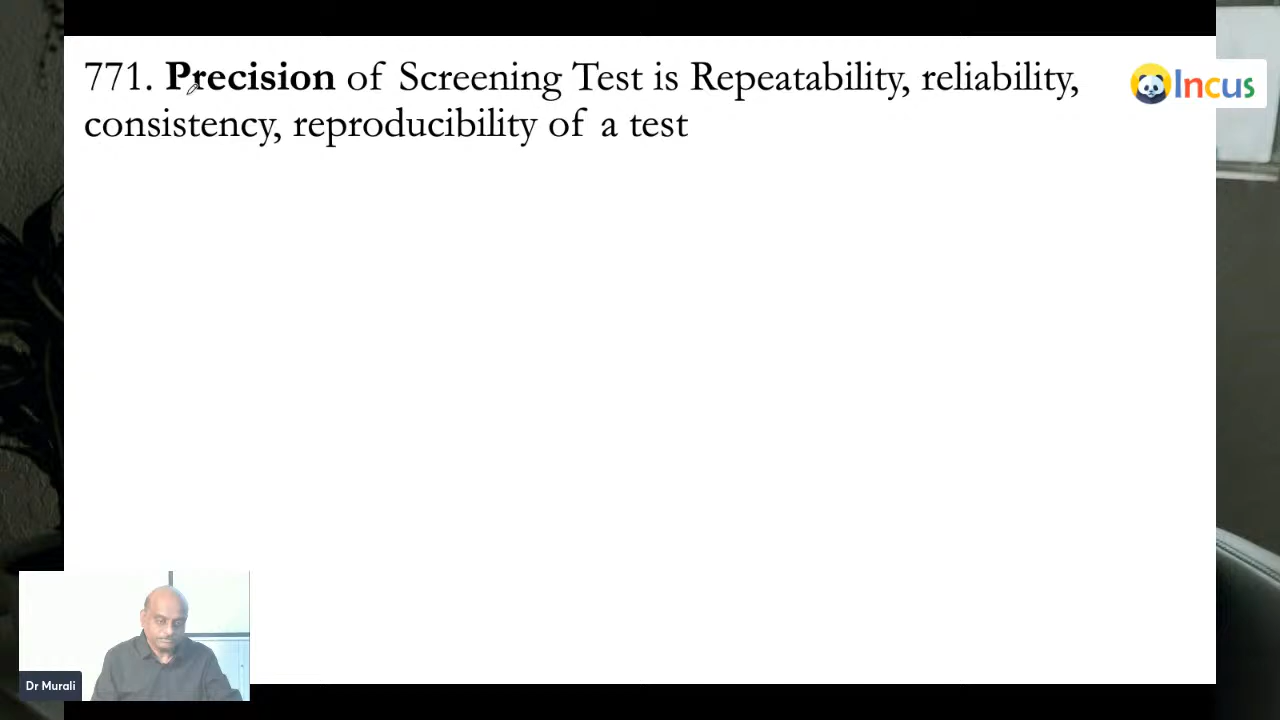 771. Precision of Screening Test is Repeatability, reliability,
consistency, reproducibility of a test
Incus
Dr Murali